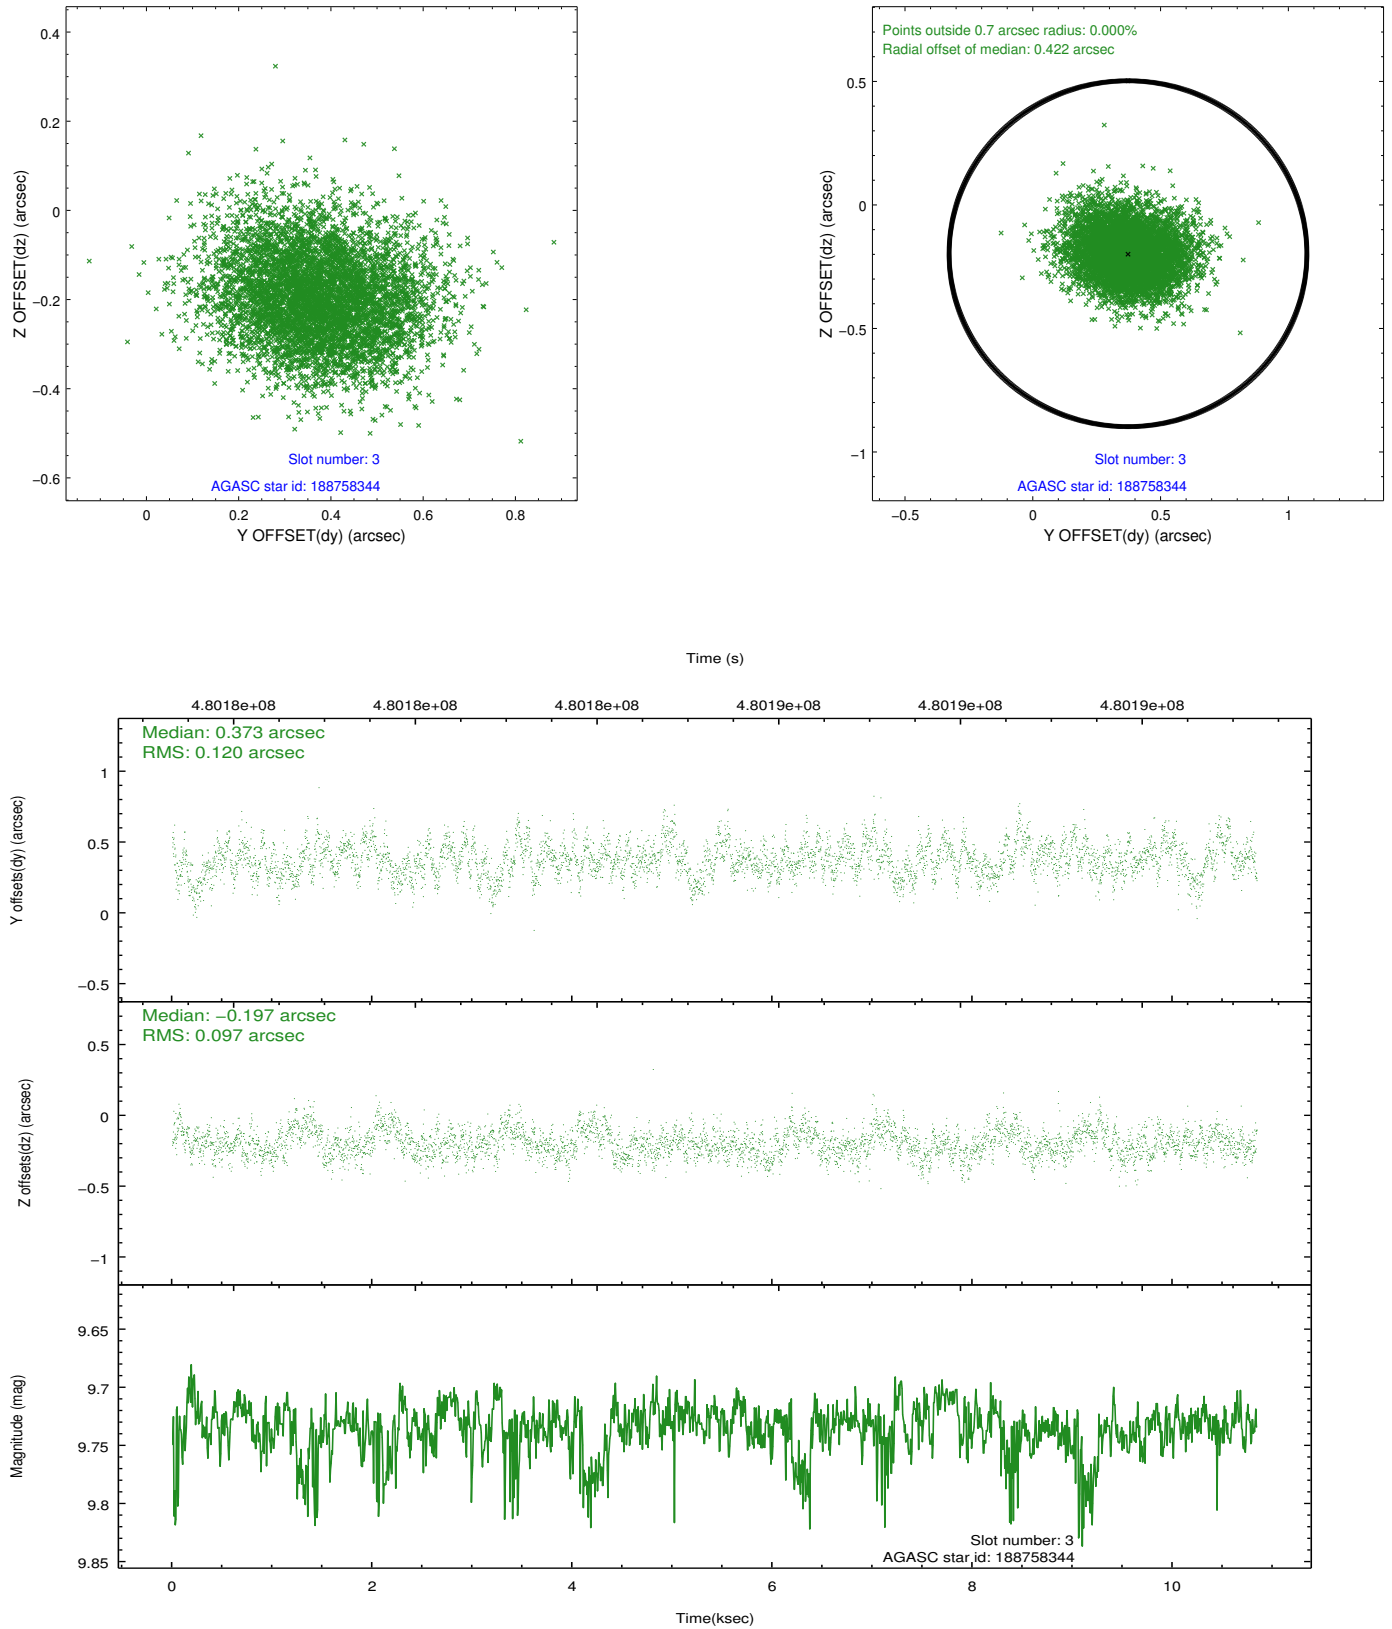 0.4
0.2
0
−0.2
−0.4
−0.6
Z OFFSET(dz) (arcsec)
Slot number: 3
AGASC star id: 188758344
0 0.2 0.4 0.6 0.8
Y OFFSET(dy) (arcsec)
Points outside 0.7 arcsec radius: 0.000%
Radial offset of median: 0.422 arcsec
0.5
0
−0.5
−1
Z OFFSET(dz) (arcsec)
Slot number: 3
AGASC star id: 188758344
−0.5 0 0.5 1
Y OFFSET(dy) (arcsec)
Time (s)
4.8018e+08 4.8018e+08 4.8018e+08 4.8019e+08 4.8019e+08 4.8019e+08
Median: 0.373 arcsec
RMS: 0.120 arcsec
1
0.5
0
−0.5
Y offsets(dy) (arcsec)
Median: −0.197 arcsec
RMS: 0.097 arcsec
0.5
0
−0.5
−1
Z offsets(dz) (arcsec)
9.65
9.7
9.75
9.8
9.85
Magnitude (mag)
Slot number: 3
AGASC star id: 188758344
0 2 4 6 8 10
Time(ksec)